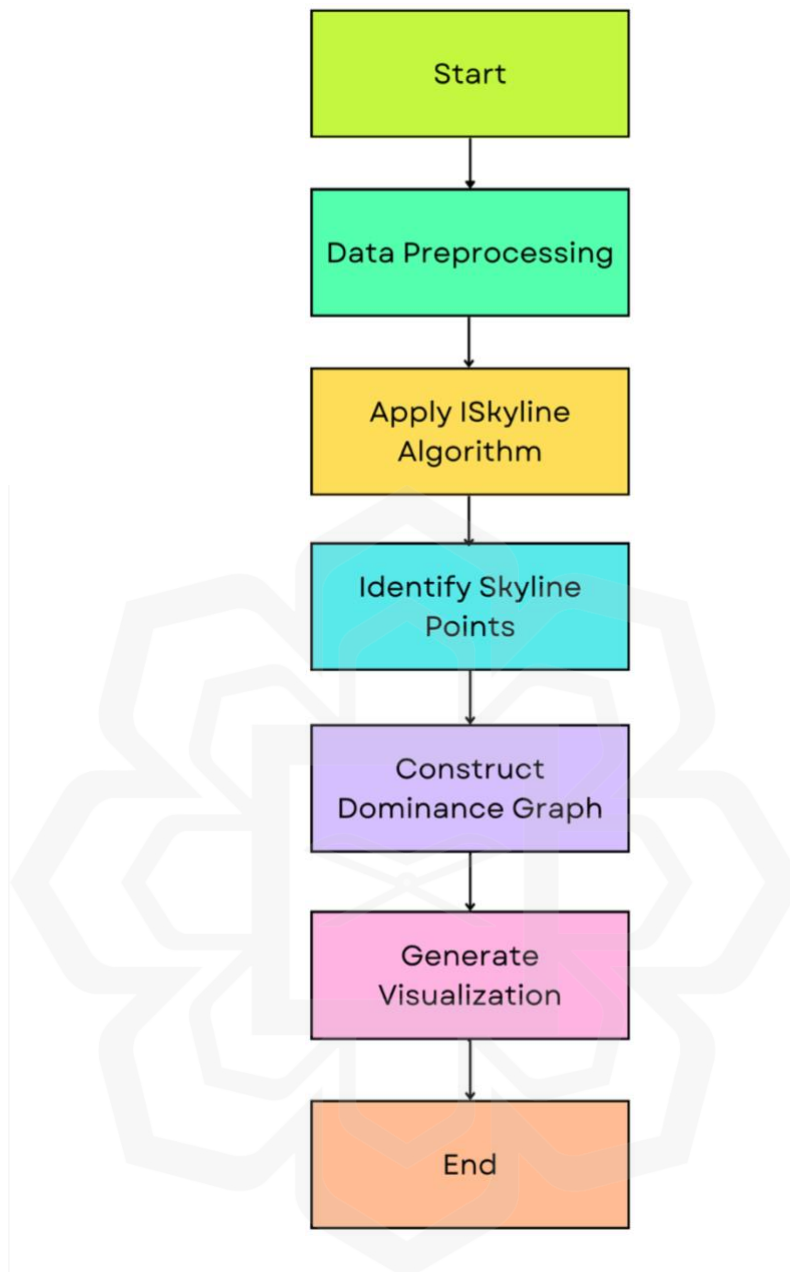 Start
Data Preprocessing
Apply ISkyline
Algorithm
Identify Skyline
Points
Construct
Dominance Graph
Generate
Visualization
End